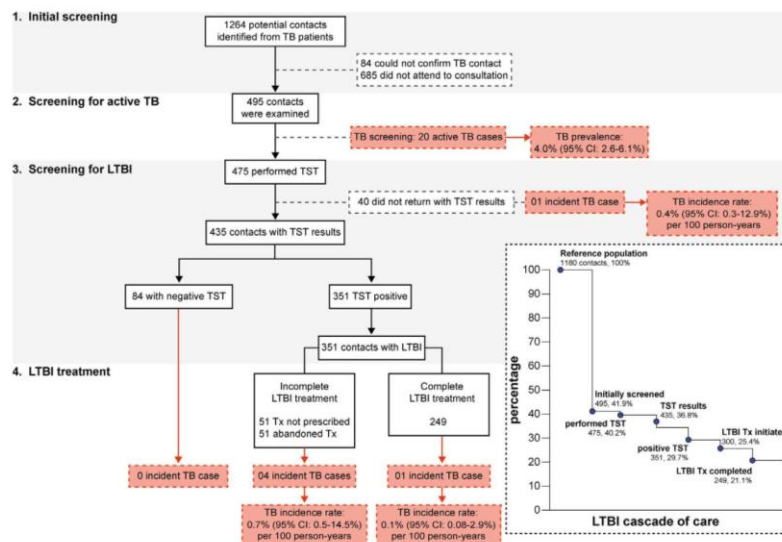 1. Initial screening
1264 potential contacts
identified from TB patients
84 could not confirm TB contact
685 did not attend to consultation
2. Screening for active TB
495 contacts
were examined
TB screening: 20 active TB cases
TB prevalence:
4.0% (95% CI: 2.6-6.1%)
3. Screening for LTBI
475 performed TST
40 did not return with TST results
01 incident TB case
TB incidence rate:
0.4% (95% CI: 0.3-12.9%)
per 100 person-years
435 contacts with TST results
84 with negative TST
351 TST positive
351 contacts with LTBI
4. LTBI treatment
Incomplete
LTBI treatment
51 Tx not prescribed
51 abandoned Tx
Complete
LTBI treatment
249
0 incident TB case
04 incident TB cases
01 incident TB case
TB incidence rate:
0.7% (95% CI: 0.5-14.5%)
per 100 person-years
TB incidence rate:
0.1% (95% CI: 0.08-2.9%)
per 100 person-years
percentage
100
90
80
70
60
50
40
30
20
10
0
Reference population
1180 contacts, 100%
Initially screened
495, 41.9%
performed TST
475, 40.2%
TST results
435, 36.8%
positive TST
351, 29.7%
LTBI Tx initiate
300, 25.4%
LTBI Tx completed
249, 21.1%
LTBI cascade of care